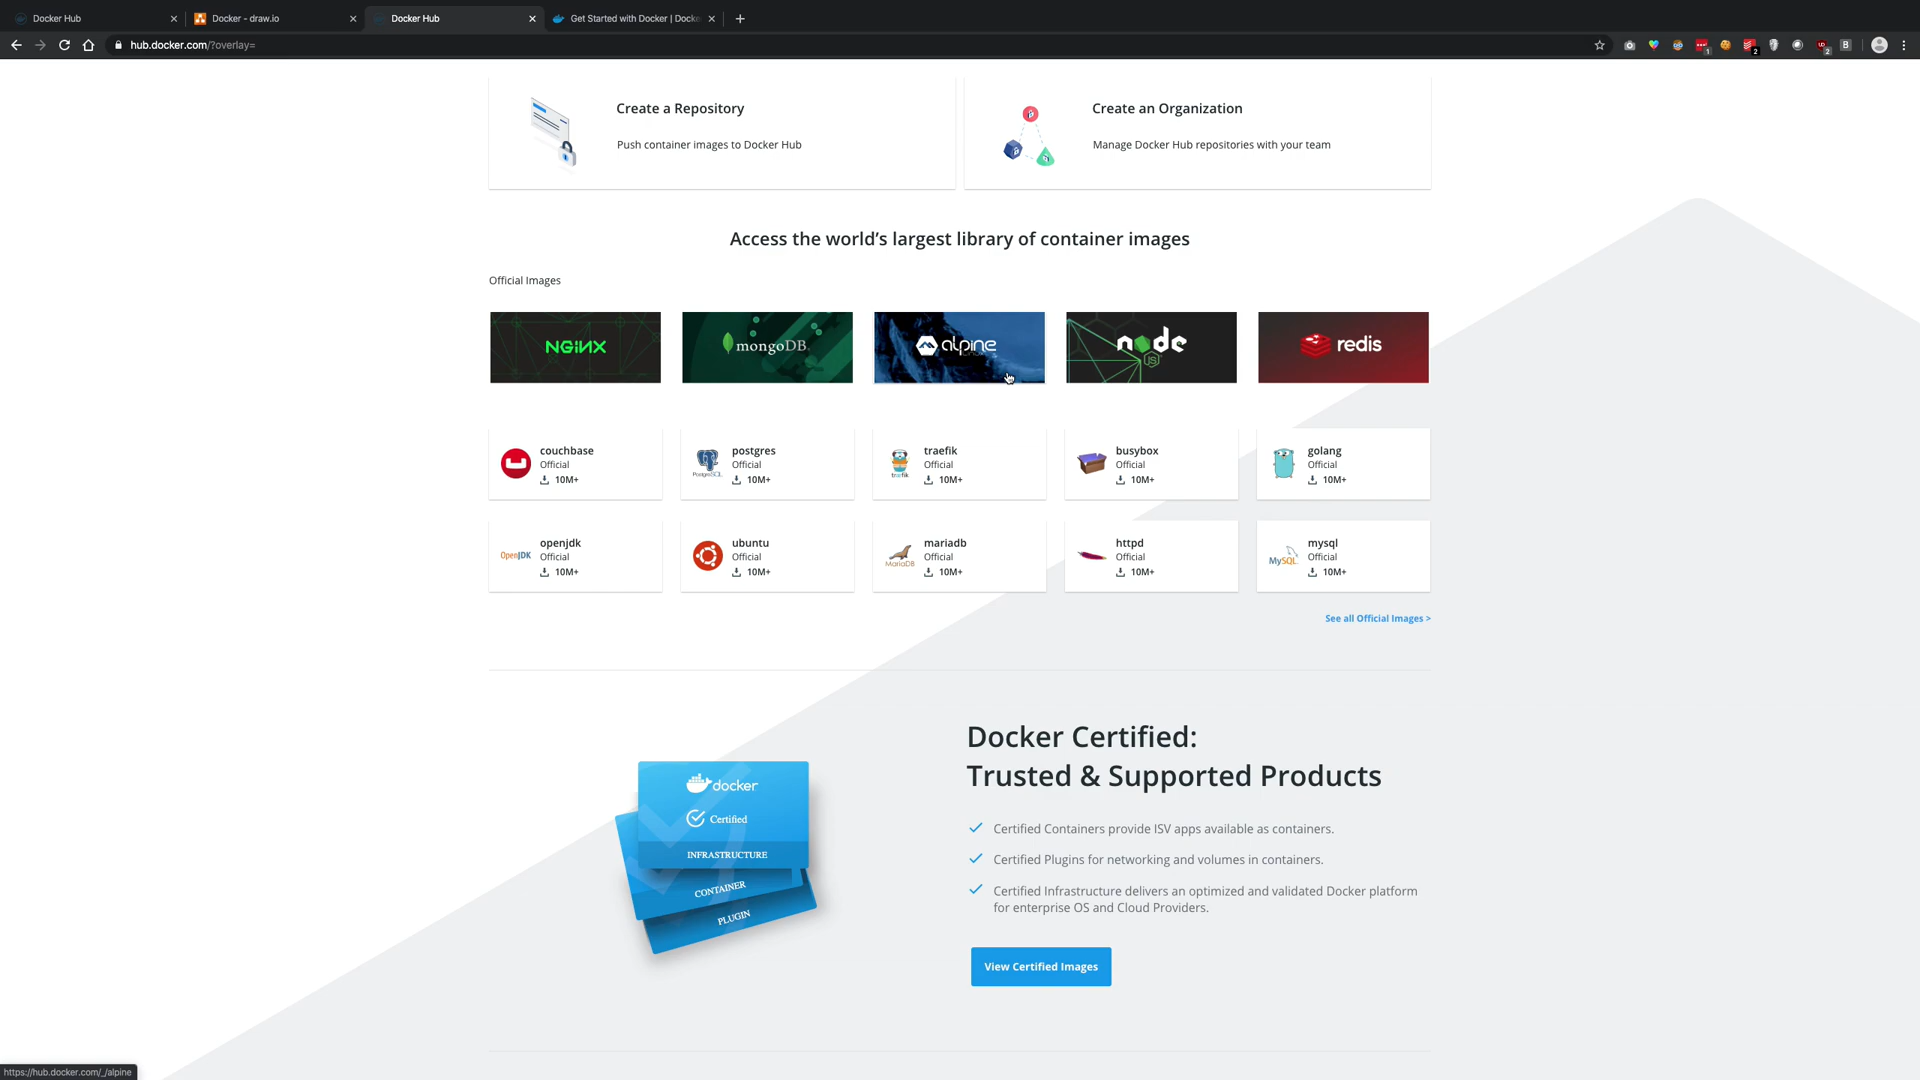 Docker Hub
Docker - draw.io
Docker Hub
Get Started with Docker | Docke
hub.docker.com/?overlay=
Create a Repository
Push container images to Docker Hub
Create an Organization
Manage Docker Hub repositories with your team
Access the world's largest library of container images
Official Images
NGINX
mongoDB
alpine
node
JS
redis
couchbase
Official
10M+
postgres
Official
10M+
PostgreSQL
traefik
Official
10M+
træfik
busybox
Official
10M+
golang
Official
10M+
OpenJDK
openjdk
Official
10M+
ubuntu
Official
10M+
MariaDB
mariadb
Official
10M+
httpd
Official
10M+
MySQL
mysql
Official
10M+
See all Official Images >
docker
Certified
INFRASTRUCTURE
CONTAINER
PLUGIN
Docker Certified:
Trusted & Supported Products
Certified Containers provide ISV apps available as containers.
Certified Plugins for networking and volumes in containers.
Certified Infrastructure delivers an optimized and validated Docker platform
for enterprise OS and Cloud Providers.
View Certified Images
https://hub.docker.com/_/alpine